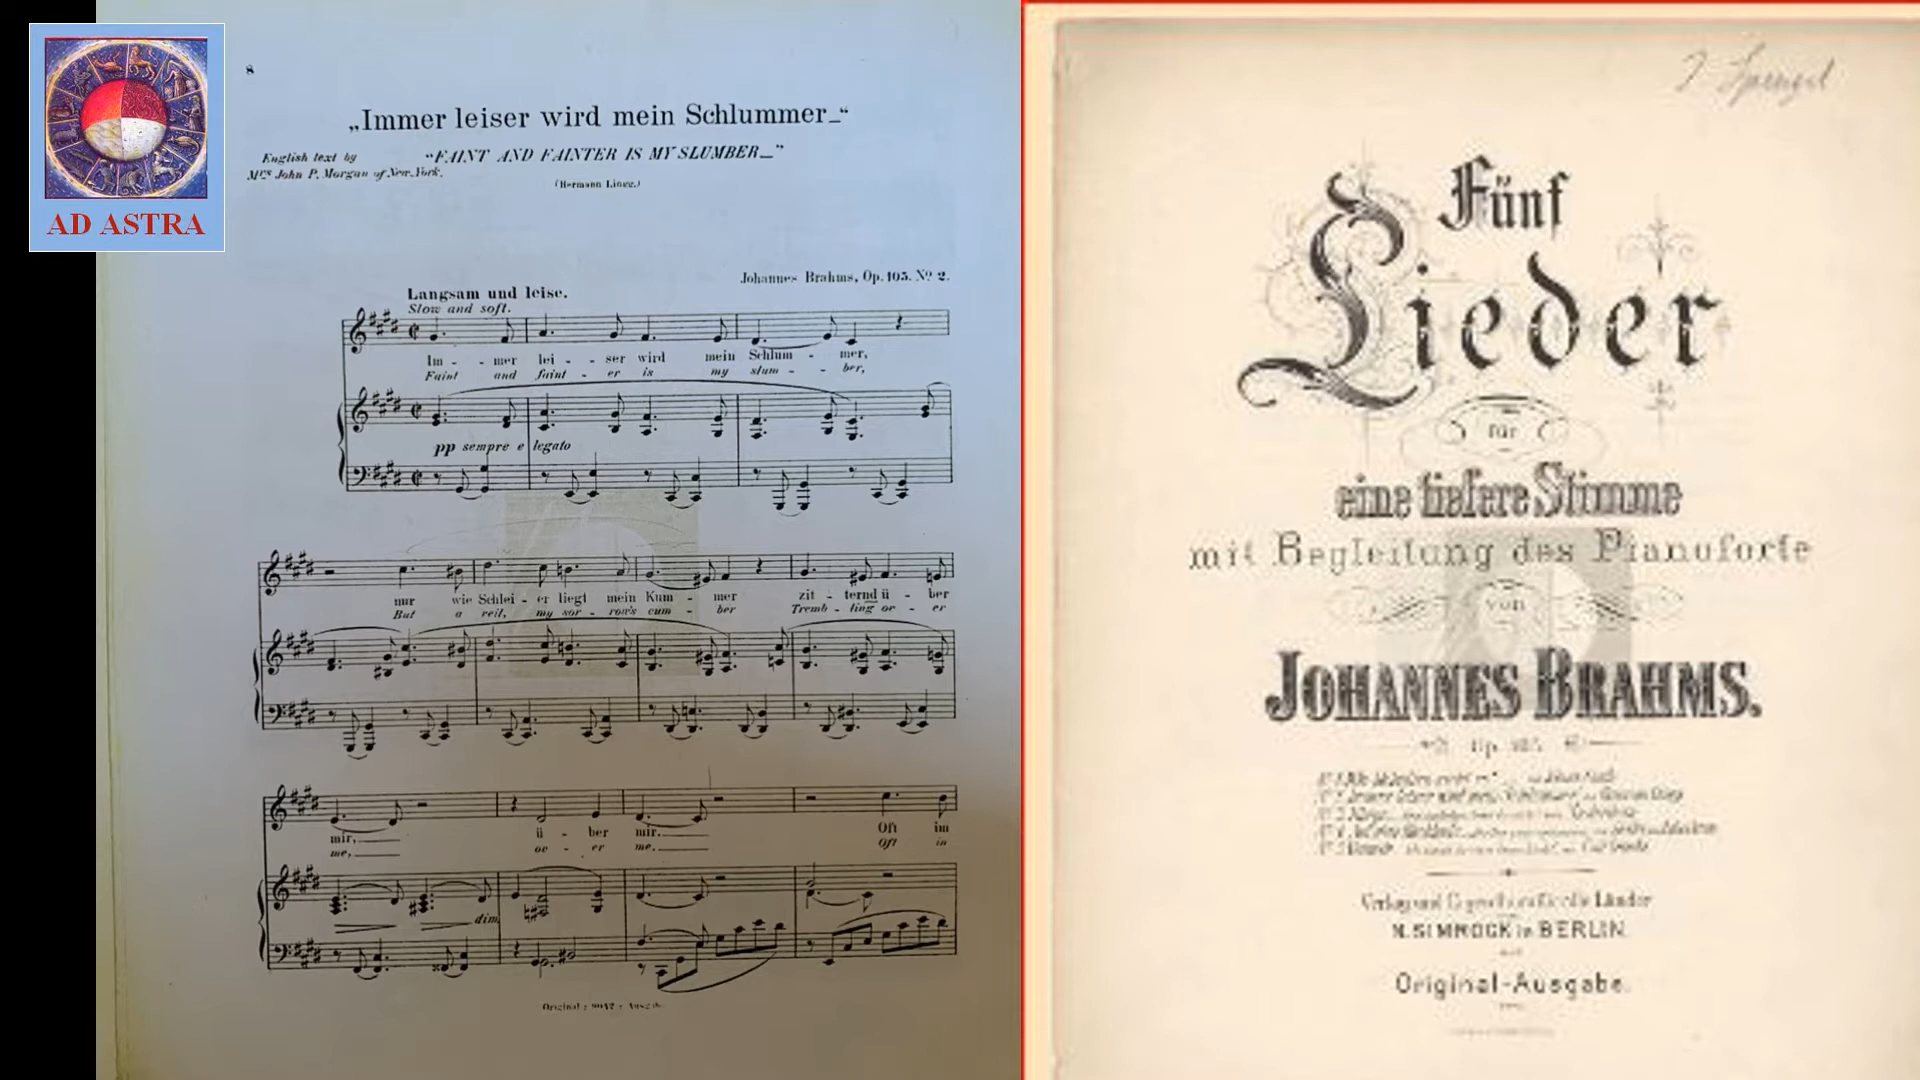 AD ASTRA
8
„Immer leiser wird mein Schlummer_“
English text by
Mrs John P. Morgan of New-York.
“FAINT AND FAINTER IS MY SLUMBER_”
(Hermann Lingg.)
Johannes Brahms, Op. 105. No 2.
Langsam und leise.
Slow and soft.
Im - mer lei - ser wird mein Schlum - mer,
Faint and faint - er is my slum - ber,
pp sempre e legato
nur wie Schlei - er liegt mein Kum - mer zit - ternd ü - ber
But a veil, my sor - row's cum - ber Tremb - ling ov - er
mir, ü - ber mir. Oft im
me, ov - er me. Oft in
dim.
Fünf
Lieder
für
eine tiefere Stimme
mit Begleitung des Pianoforte
von
JOHANNES BRAHMS.
Op. 105
N. SIMROCK in BERLIN.
Original-Ausgabe.